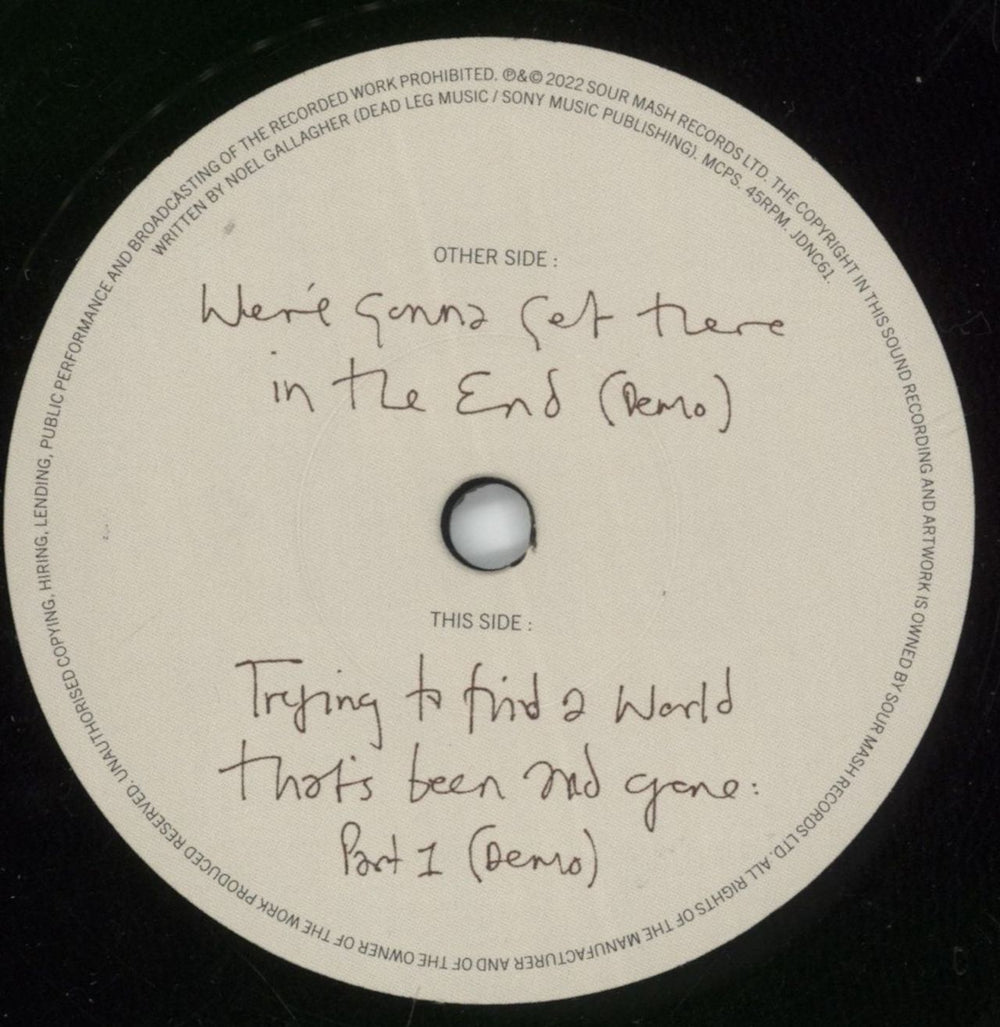 UNAUTHORISED COPYING, HIRING, LENDING, PUBLIC PERFORMANCE AND BROADCASTING OF THE RECORDED WORK PROHIBITED. ℗&© 2022 SOUR MASH RECORDS LTD. THE COPYRIGHT IN THIS SOUND RECORDING AND ARTWORK IS OWNED BY SOUR MASH RECORDS LTD. ALL RIGHTS OF THE MANUFACTURER AND OF THE OWNER OF THE WORK PRODUCED RESERVED.
WRITTEN BY NOEL GALLAGHER (DEAD LEG MUSIC / SONY MUSIC PUBLISHING). MCPS. 45RPM. JDNC61.
OTHER SIDE :
Wer'e Gonna Get there
in the End (Demo)
THIS SIDE :
Trying to find a World
that's been and gone:
Part 1 (Demo)